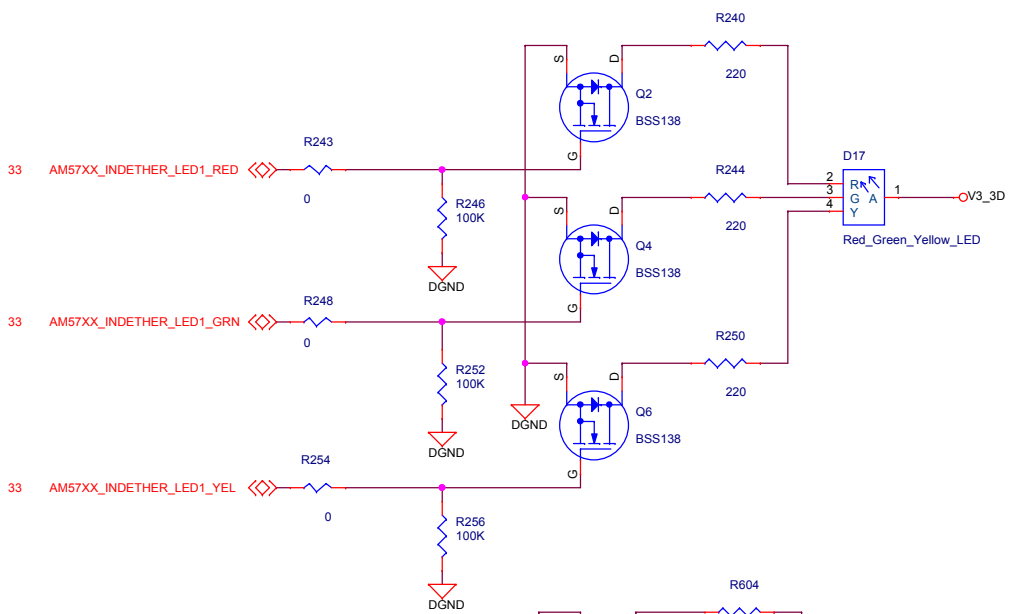 R240
S
D
220
Q2
BSS138
G
R243
33 AM57XX_INDETHER_LED1_RED
0
R246
100K
DGND
R244
S
D
220
Q4
BSS138
G
D17
2
3
4
R
G A
Y
1
V3_3D
Red_Green_Yellow_LED
R248
33 AM57XX_INDETHER_LED1_GRN
0
R252
100K
DGND
R250
S
D
220
DGND
Q6
BSS138
G
R254
33 AM57XX_INDETHER_LED1_YEL
0
R256
100K
DGND
R604